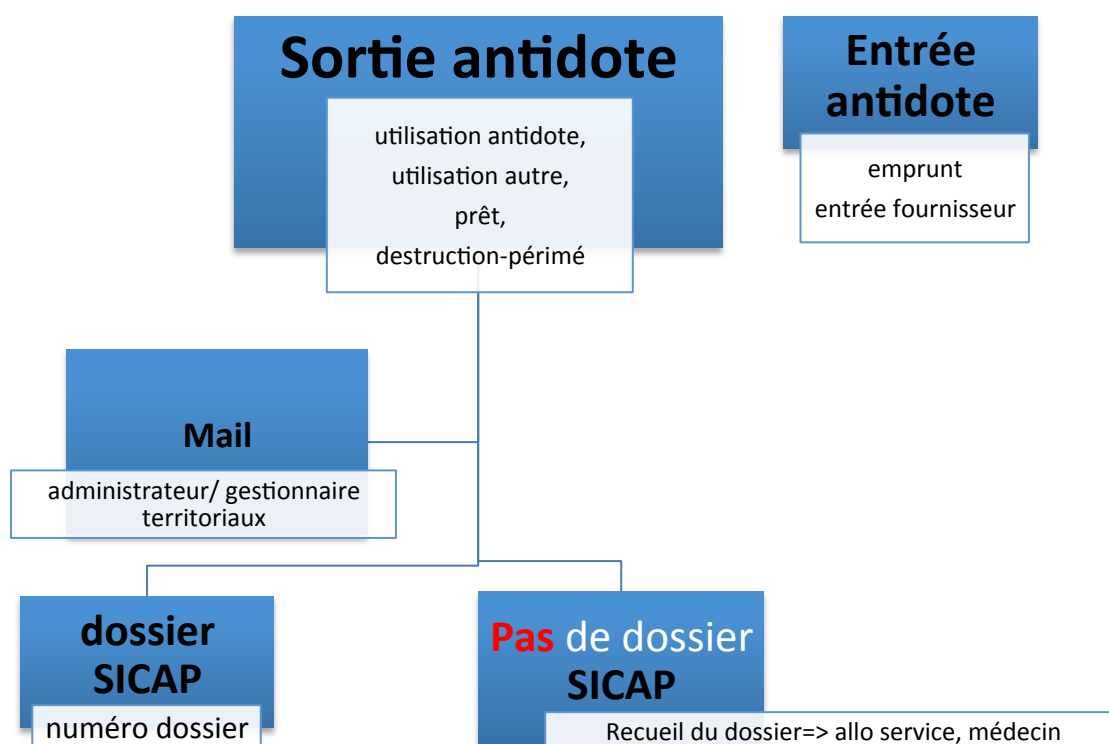 Sortie antidote
utilisation antidote,
utilisation autre,
prêt,
destruction-périmé
Entrée
antidote
emprunt
entrée fournisseur
Mail
administrateur/ gestionnaire
territoriaux
dossier
SICAP
numéro dossier
Pas de dossier
SICAP
Recueil du dossier=> allo service, médecin